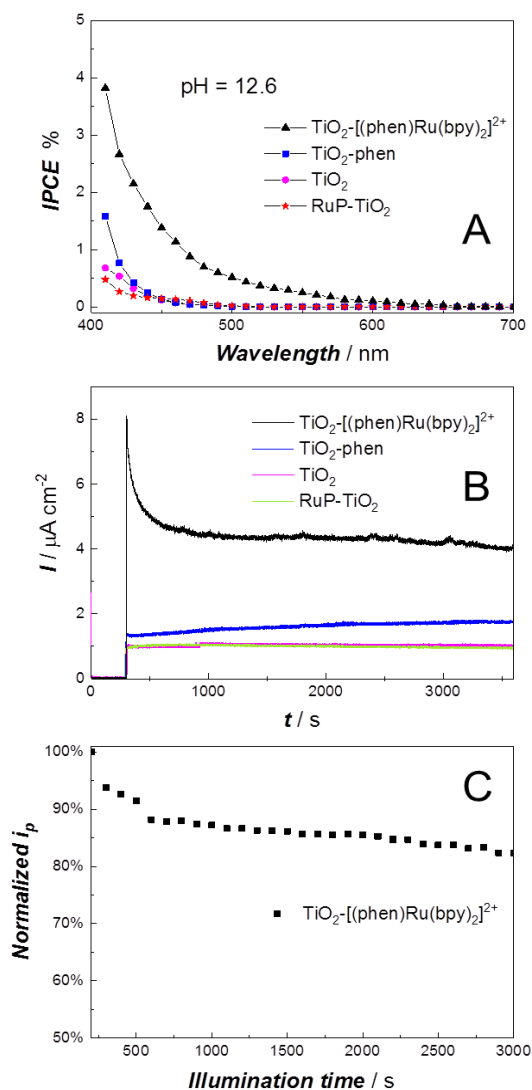 5
4
3
2
1
0
IPCE %
pH = 12.6
TiO₂-[(phen)Ru(bpy)₂]²⁺
TiO₂-phen
TiO₂
RuP-TiO₂
A
400 500 600 700
Wavelength / nm
8
6
4
2
0
I / μA cm⁻²
TiO₂-[(phen)Ru(bpy)₂]²⁺
TiO₂-phen
TiO₂
RuP-TiO₂
B
0 1000 2000 3000
t / s
100%
90%
80%
70%
60%
50%
Normalized iₚ
C
TiO₂-[(phen)Ru(bpy)₂]²⁺
500 1000 1500 2000 2500 3000
Illumination time / s